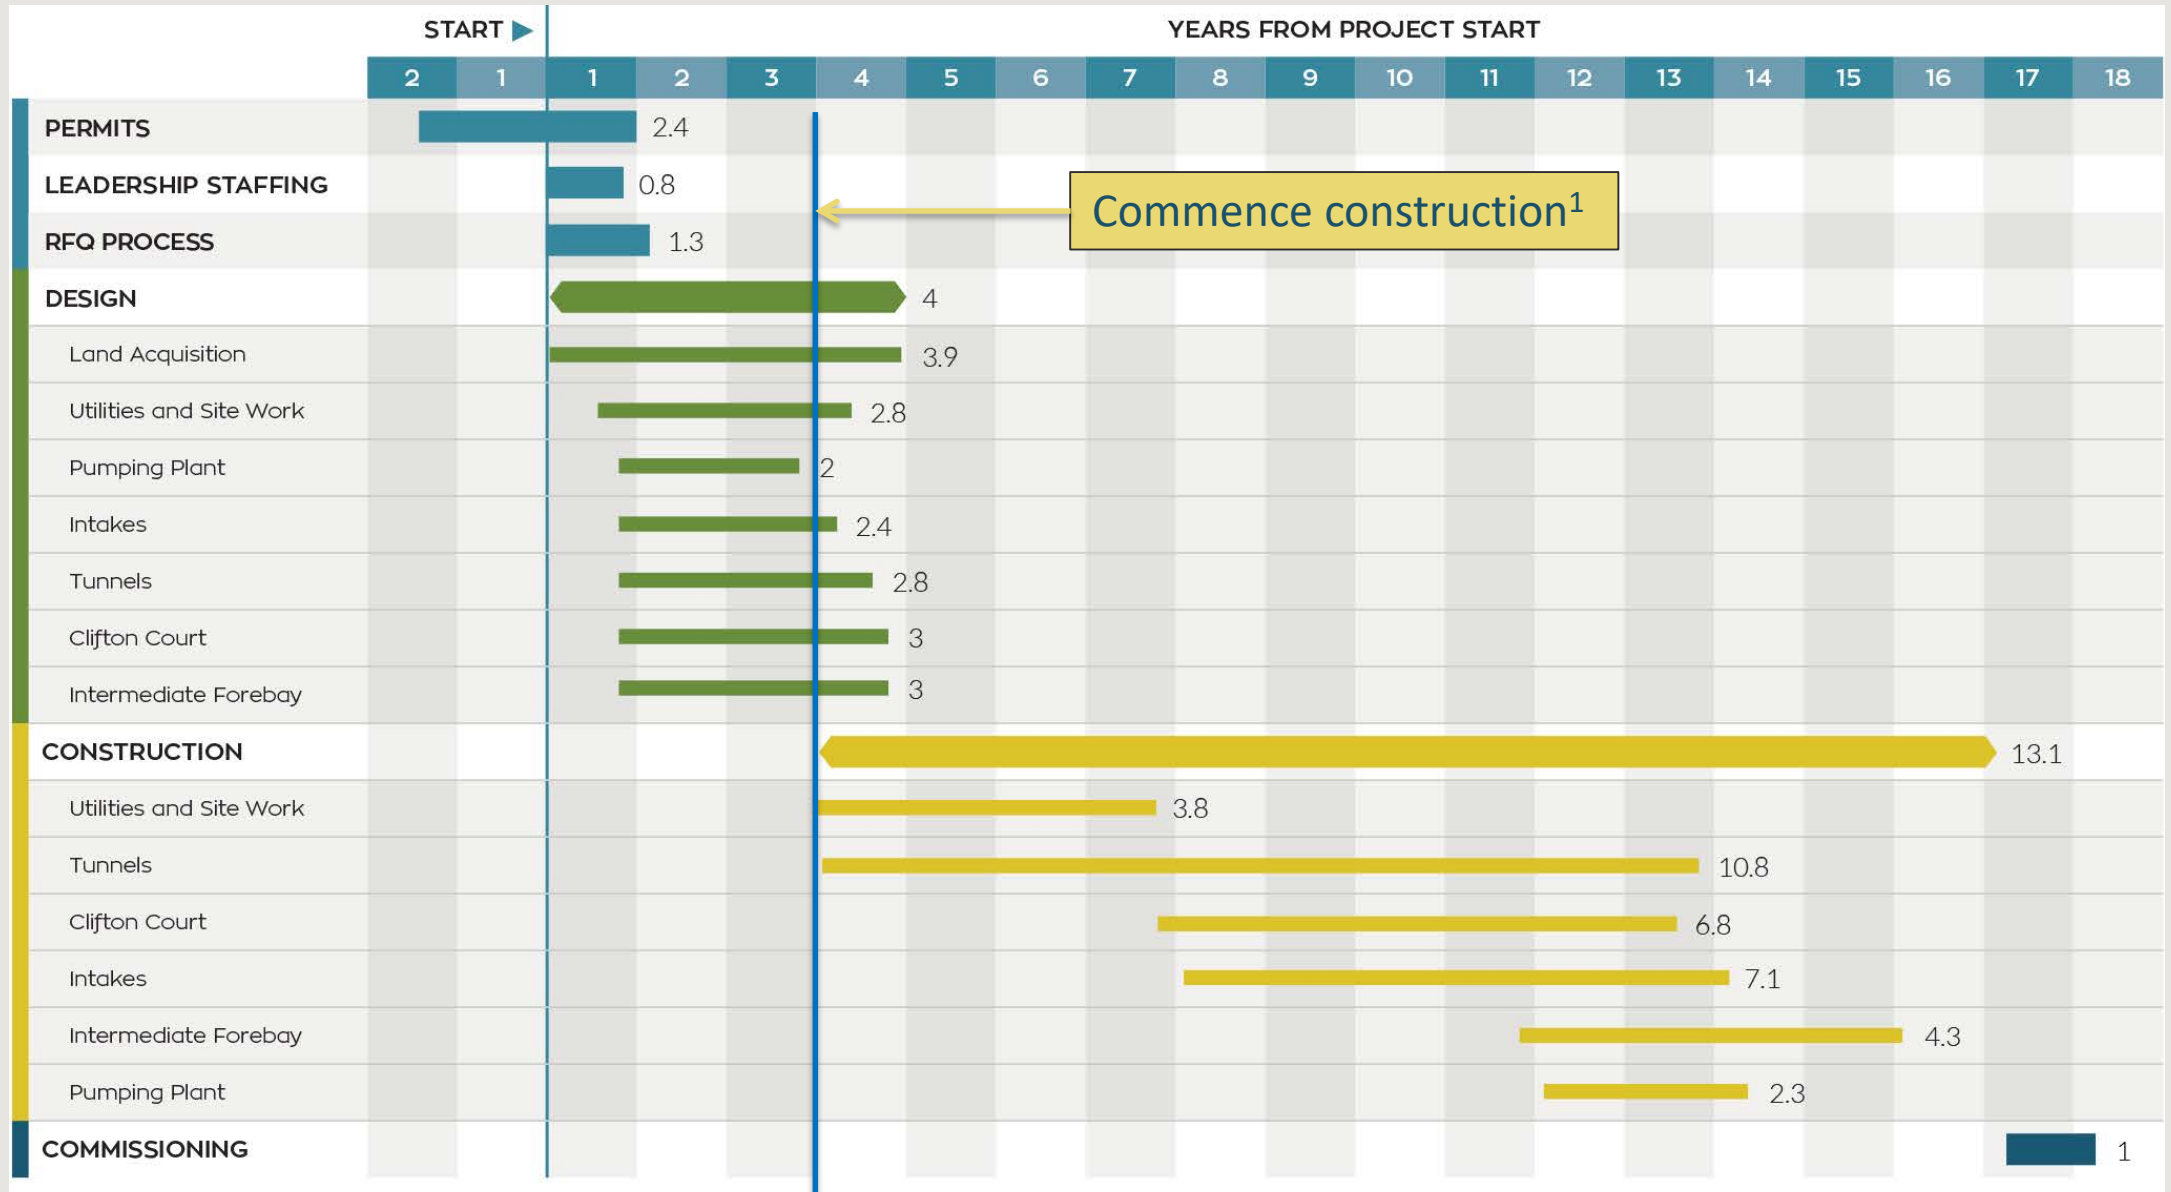 START ▶ YEARS FROM PROJECT START
2 1 1 2 3 4 5 6 7 8 9 10 11 12 13 14 15 16 17 18
PERMITS 2.4
LEADERSHIP STAFFING 0.8
Commence construction¹
RFQ PROCESS 1.3
DESIGN 4
Land Acquisition 3.9
Utilities and Site Work 2.8
Pumping Plant 2
Intakes 2.4
Tunnels 2.8
Clifton Court 3
Intermediate Forebay 3
CONSTRUCTION 13.1
Utilities and Site Work 3.8
Tunnels 10.8
Clifton Court 6.8
Intakes 7.1
Intermediate Forebay 4.3
Pumping Plant 2.3
COMMISSIONING 1